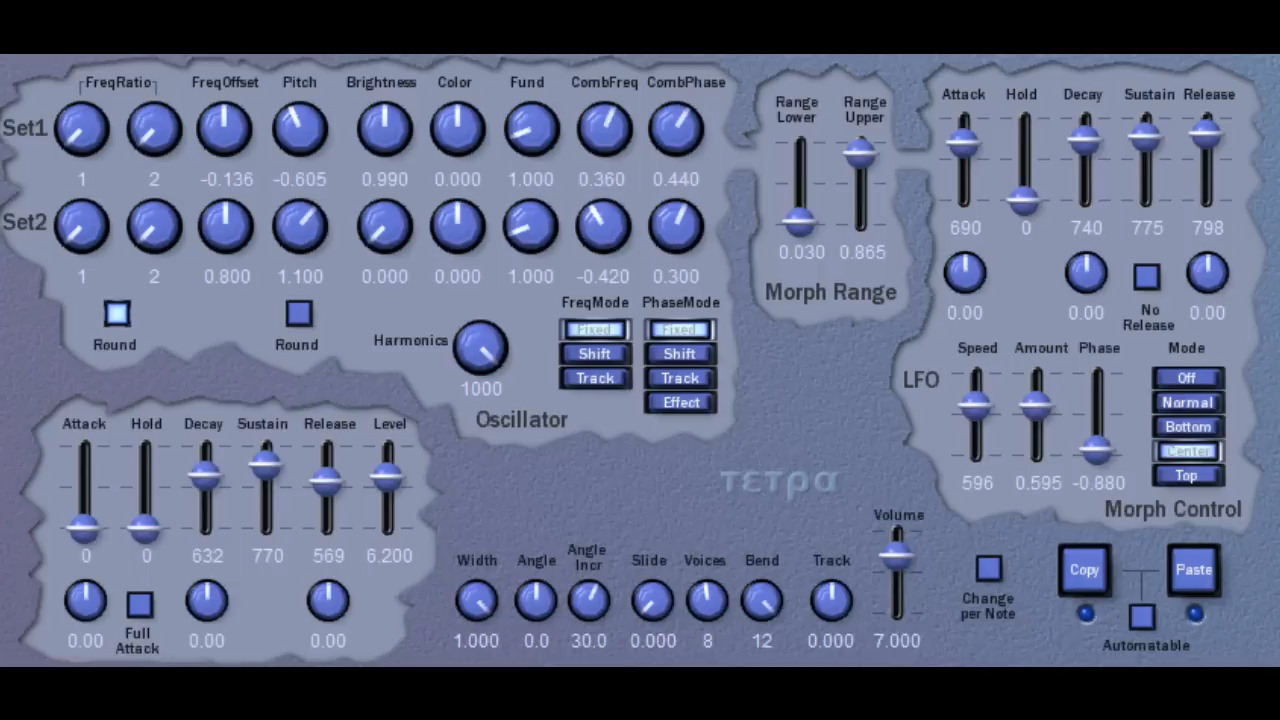 FreqRatio FreqOffset Pitch Brightness Color Fund CombFreq CombPhase
Set1
1 2 -0.136 -0.605 0.990 0.000 1.000 0.360 0.440
Set2
1 2 0.800 1.100 0.000 0.000 1.000 -0.420 0.300
Round Round
Harmonics
1000
FreqMode
Fixed
Shift
Track
PhaseMode
Fixed
Shift
Track
Effect
Oscillator
Range Lower
Range Upper
0.030 0.865
Morph Range
Attack Hold Decay Sustain Release
690 0 740 775 798
0.00 0.00 No Release 0.00
LFO
Speed Amount Phase
596 0.595 -0.880
Mode
Off
Normal
Bottom
Center
Top
Morph Control
Attack Hold Decay Sustain Release Level
0 0 632 770 569 6.200
0.00 Full Attack 0.00 0.00
τετρα
Width Angle Angle Incr Slide Voices Bend Track
1.000 0.0 30.0 0.000 8 12 0.000
Volume
7.000
Change per Note
Copy Paste
Automatable